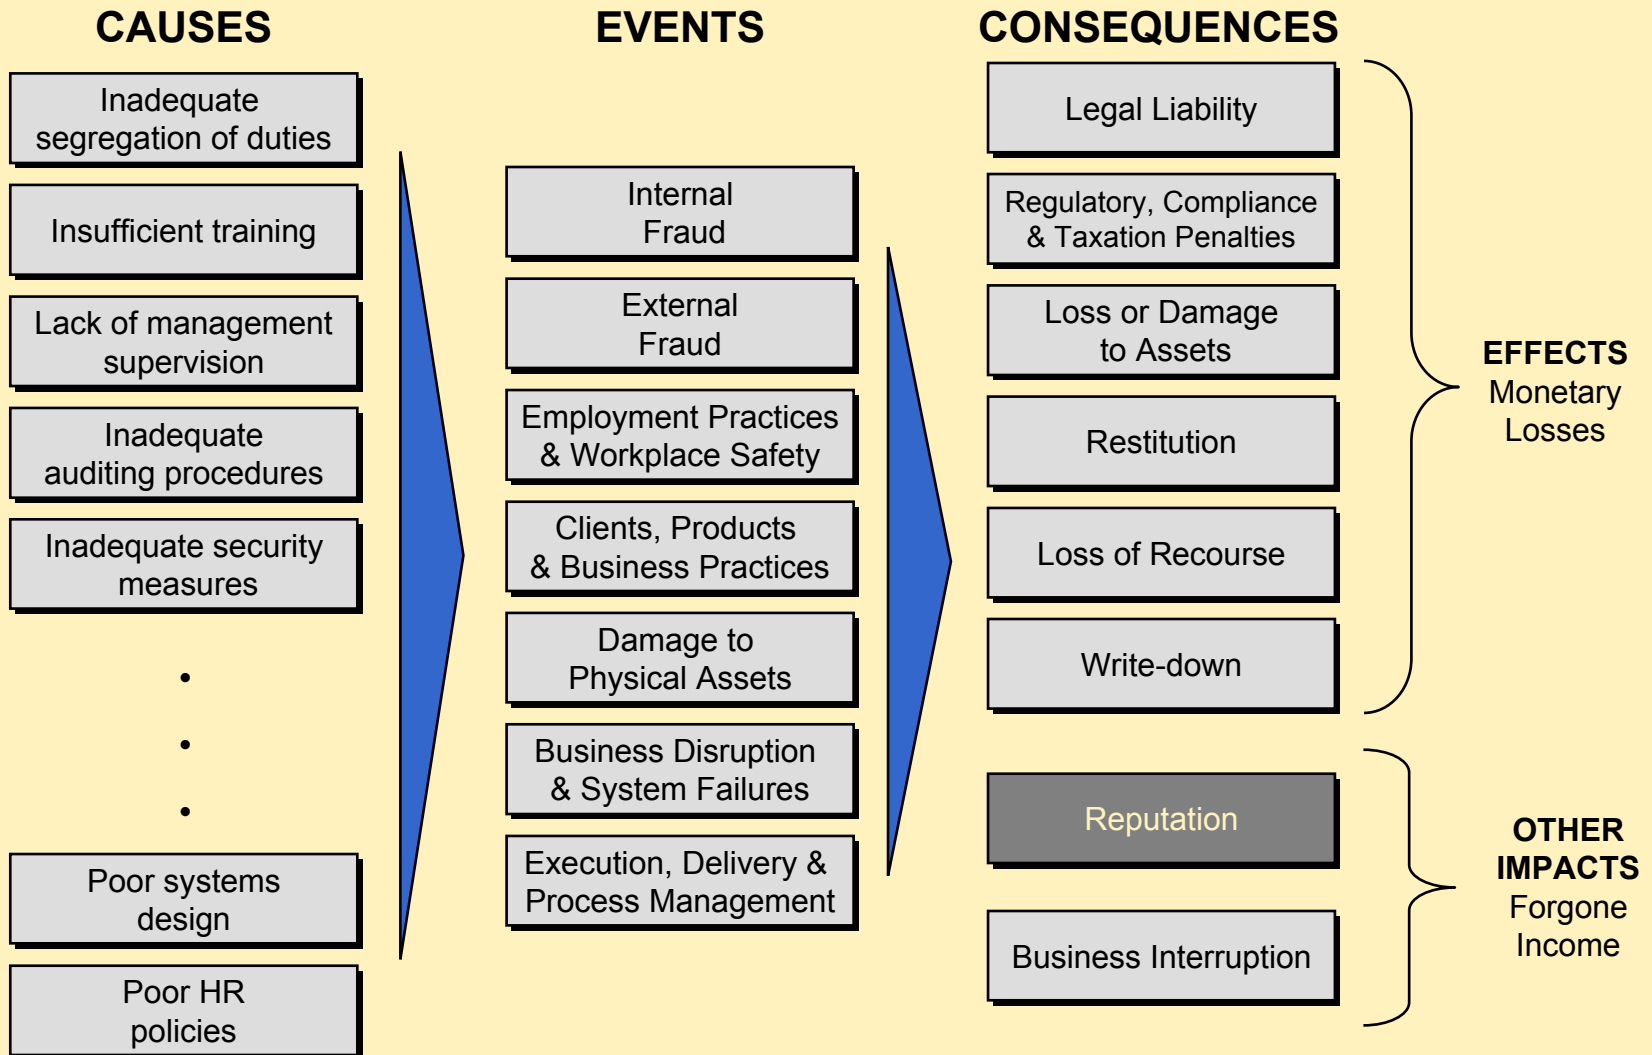 CAUSES
Inadequate
segregation of duties
Insufficient training
Lack of management
supervision
Inadequate
auditing procedures
Inadequate security
measures
.
.
.
Poor systems
design
Poor HR
policies
EVENTS
Internal
Fraud
External
Fraud
Employment Practices
& Workplace Safety
Clients, Products
& Business Practices
Damage to
Physical Assets
Business Disruption
& System Failures
Execution, Delivery &
Process Management
CONSEQUENCES
Legal Liability
Regulatory, Compliance
& Taxation Penalties
Loss or Damage
to Assets
Restitution
Loss of Recourse
Write-down
Reputation
Business Interruption
EFFECTS
Monetary
Losses
OTHER
IMPACTS
Forgone
Income